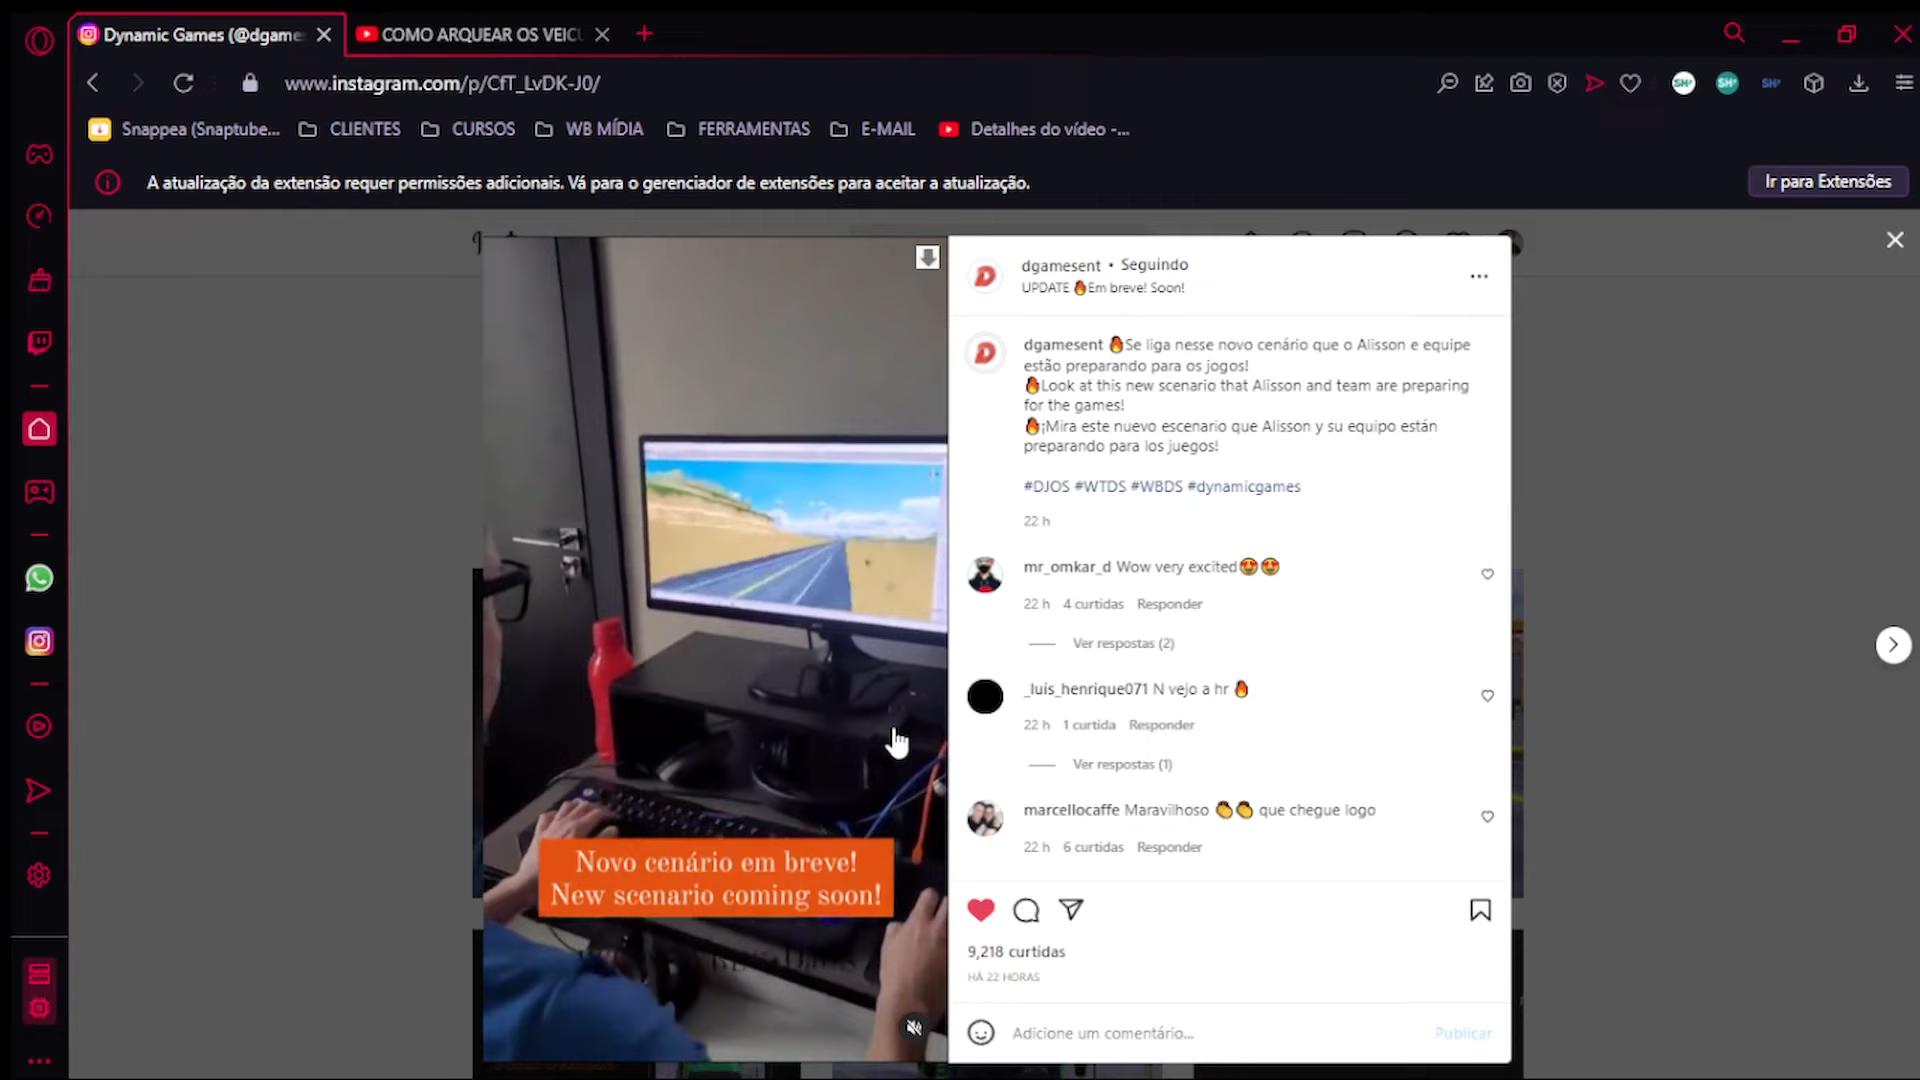 Dynamic Games (@dgame
COMO ARQUEAR OS VEICU
www.instagram.com/p/CfT_LvDK-J0/
SH
SH
SH
Snappea (Snaptube...
CLIENTES
CURSOS
WB MÍDIA
FERRAMENTAS
E-MAIL
Detalhes do vídeo -...
A atualização da extensão requer permissões adicionais. Vá para o gerenciador de extensões para aceitar a atualização.
Ir para Extensões
dgamesent • Seguindo
UPDATE 🔥Em breve! Soon!
dgamesent 🔥Se liga nesse novo cenário que o Alisson e equipe
estão preparando para os jogos!
🔥Look at this new scenario that Alisson and team are preparing
for the games!
🔥¡Mira este nuevo escenario que Alisson y su equipo están
preparando para los juegos!
#DJOS #WTDS #WBDS #dynamicgames
22 h
mr_omkar_d Wow very excited😍😍
22 h 4 curtidas Responder
Ver respostas (2)
_luis_henrique071 N vejo a hr 🔥
22 h 1 curtida Responder
Ver respostas (1)
marcellocaffe Maravilhoso 👏👏 que chegue logo
22 h 6 curtidas Responder
Novo cenário em breve!
New scenario coming soon!
9,218 curtidas
HÁ 22 HORAS
Adicione um comentário...
Publicar